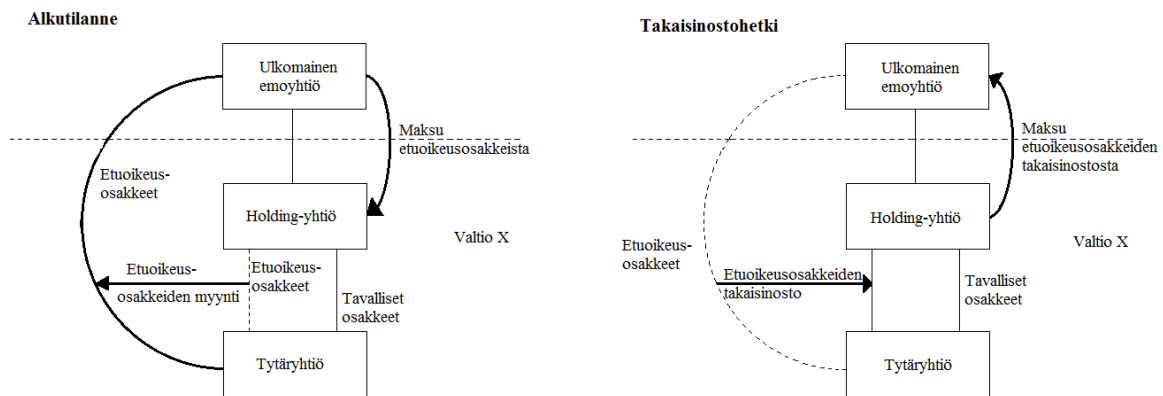 Alkutilanne
Ulkomainen
emoyhtiö
Maksu
etuoikeusosakkeista
Etuoikeus-
osakkeet
Holding-yhtiö
Valtio X
Etuoikeus-
osakkeiden myynti
Etuoikeus-
osakkeet
Tavalliset
osakkeet
Tytäryhtiö
Takaisinostohetki
Ulkomainen
emoyhtiö
Maksu
etuoikeusosakkeiden
takaisinostosta
Holding-yhtiö
Valtio X
Etuoikeus-
osakkeet
Etuoikeusosakkeiden
takaisinosto
Tavalliset
osakkeet
Tytäryhtiö